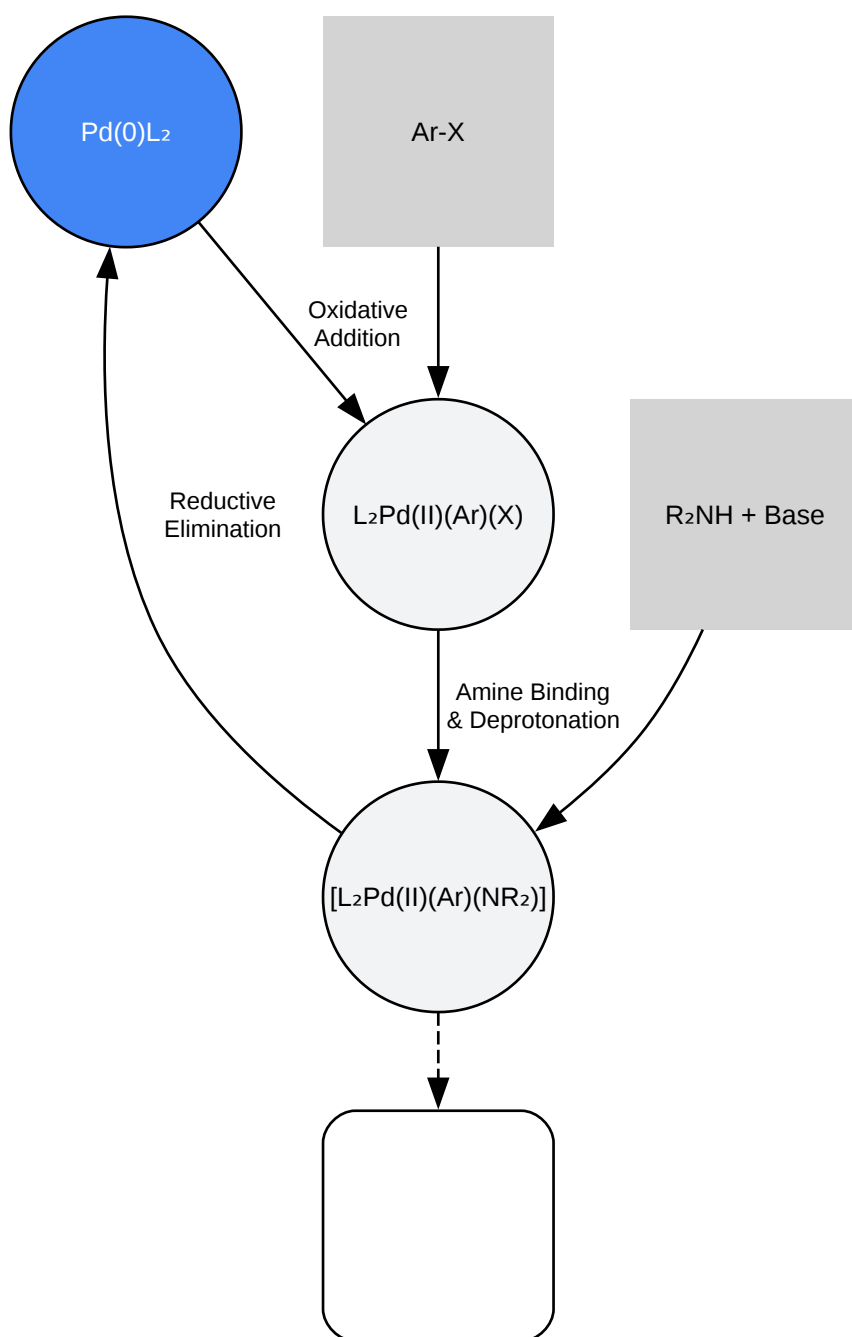 Pd(0)L₂
Ar-X
Oxidative
Addition
Reductive
Elimination
L₂Pd(II)(Ar)(X)
R₂NH + Base
Amine Binding
& Deprotonation
[L₂Pd(II)(Ar)(NR₂)]